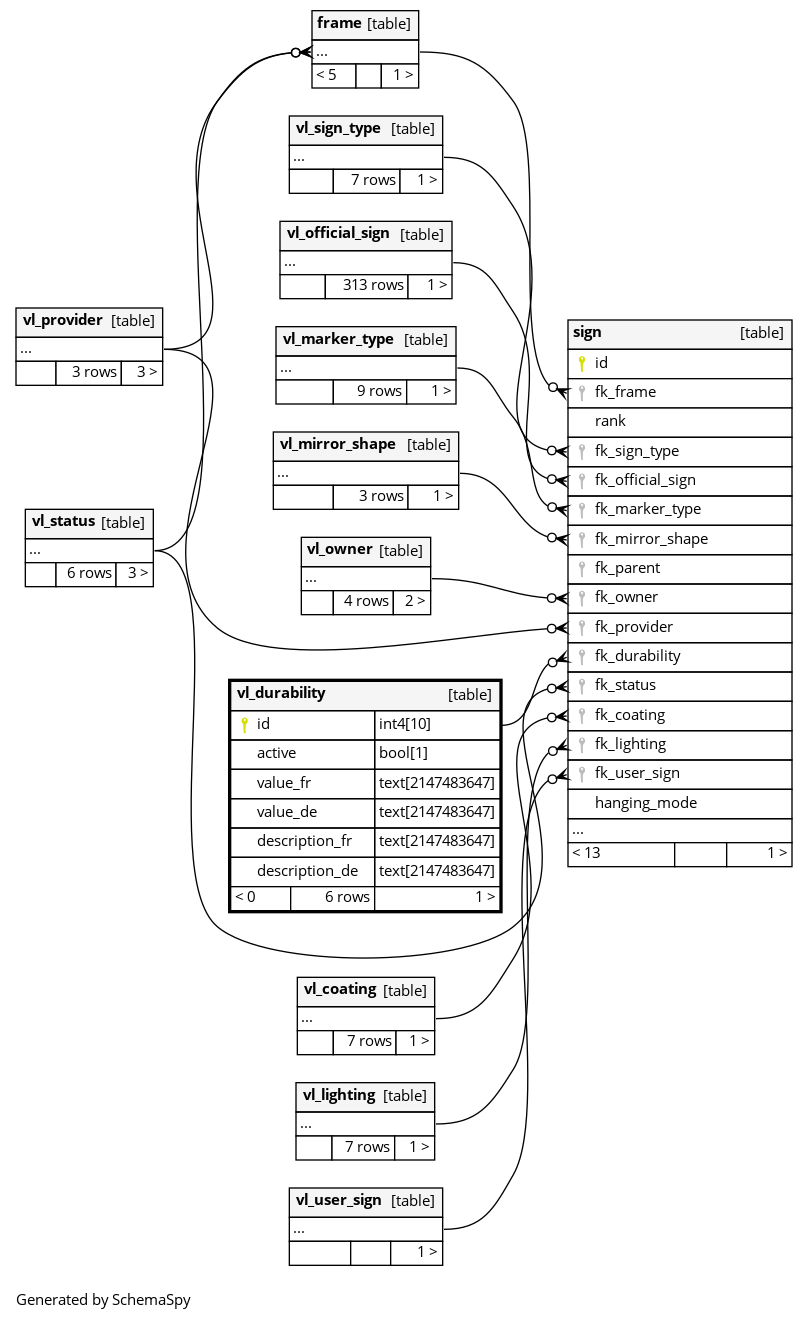 frame [table]
...
< 5 1 >
vl_sign_type [table]
...
7 rows 1 >
vl_official_sign [table]
...
313 rows 1 >
vl_provider [table]
...
3 rows 3 >
vl_marker_type [table]
...
9 rows 1 >
vl_mirror_shape [table]
...
3 rows 1 >
vl_status [table]
...
6 rows 3 >
vl_owner [table]
...
4 rows 2 >
vl_durability [table]
id int4[10]
active bool[1]
value_fr text[2147483647]
value_de text[2147483647]
description_fr text[2147483647]
description_de text[2147483647]
< 0 6 rows 1 >
vl_coating [table]
...
7 rows 1 >
vl_lighting [table]
...
7 rows 1 >
vl_user_sign [table]
...
1 >
sign [table]
id
fk_frame
rank
fk_sign_type
fk_official_sign
fk_marker_type
fk_mirror_shape
fk_parent
fk_owner
fk_provider
fk_durability
fk_status
fk_coating
fk_lighting
fk_user_sign
hanging_mode
...
< 13 1 >
Generated by SchemaSpy